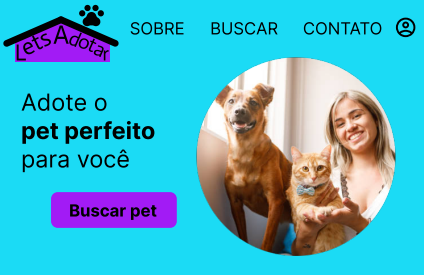 LetsAdotar
SOBRE BUSCAR CONTATO
Adote o
pet perfeito
para você
Buscar pet